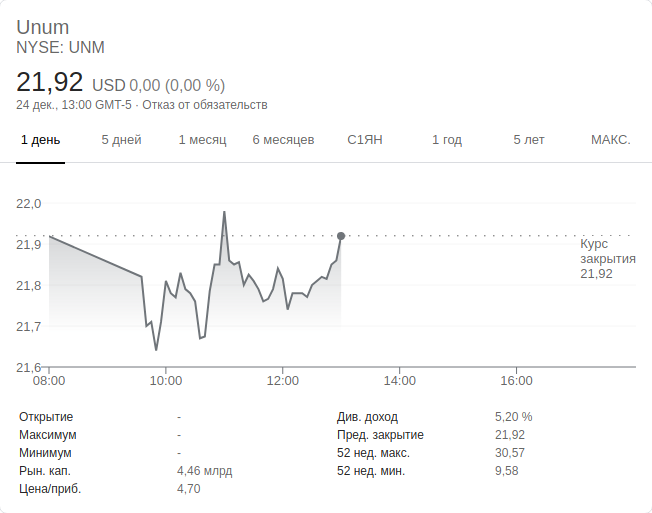 Unum
NYSE: UNM
21,92 USD 0,00 (0,00 %)
24 дек., 13:00 GMT-5 · Отказ от обязательств
1 день 5 дней 1 месяц 6 месяцев С1ЯН 1 год 5 лет МАКС.
22,0
21,9
21,8
21,7
21,6
Курс
закрытия
21,92
08:00 10:00 12:00 14:00 16:00
Открытие - Див. доход 5,20 %
Максимум - Пред. закрытие 21,92
Минимум - 52 нед. макс. 30,57
Рын. кап. 4,46 млрд 52 нед. мин. 9,58
Цена/приб. 4,70